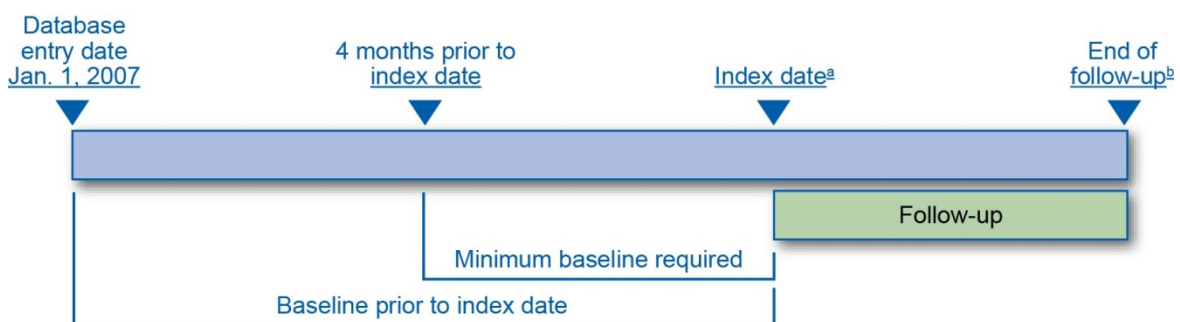 Database
entry date
Jan. 1, 2007
4 months prior to
index date
Index dateª
End of
follow-upᵇ
Follow-up
Minimum baseline required
Baseline prior to index date